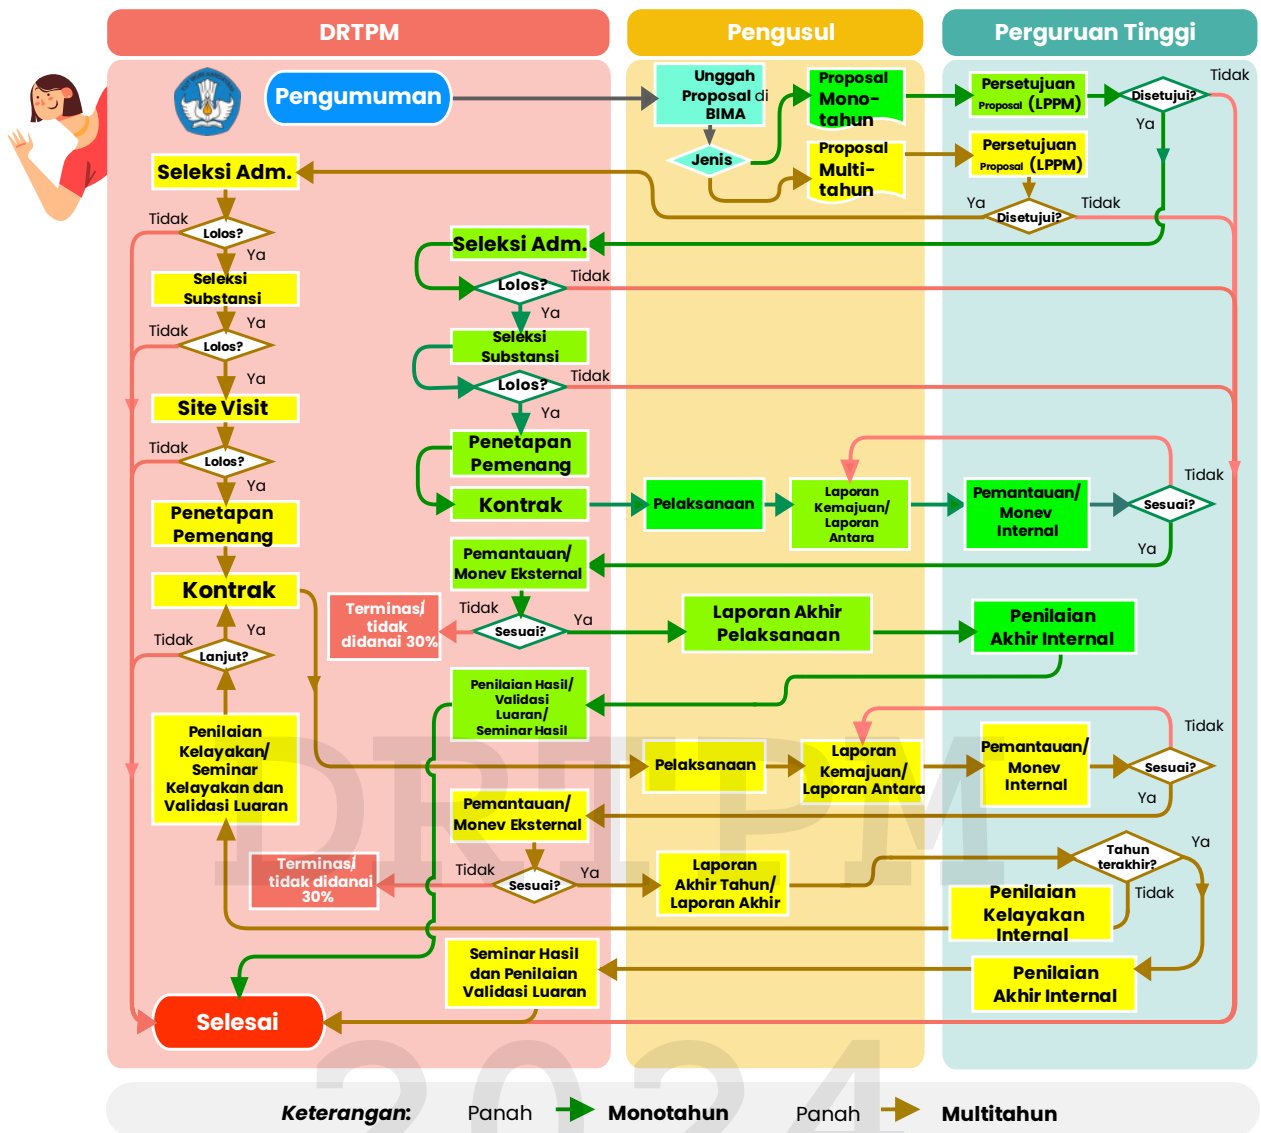 DRTPM
Pengusul
Perguruan Tinggi
Pengumuman
Unggah
Proposal di
BIMA
Jenis
Proposal
Mono-
tahun
Proposal
Multi-
tahun
Persetujuan
Proposal (LPPM)
Disetujui?
Tidak
Ya
Persetujuan
Proposal (LPPM)
Disetujui?
Ya
Tidak
Seleksi Adm.
Tidak
Lolos?
Ya
Seleksi
Substansi
Ya
Tidak
Lolos?
Ya
Site Visit
Tidak
Lolos?
Ya
Penetapan
Pemenang
Kontrak
Ya
Tidak
Lanjut?
Penilaian
Kelayakan/
Seminar
Kelayakan dan
Validasi Luaran
Seleksi Adm.
Lolos?
Tidak
Ya
Seleksi
Substansi
Lolos?
Tidak
Ya
Penetapan
Pemenang
Kontrak
Pelaksanaan
Laporan
Kemajuan/
Laporan
Antara
Pemantauan/
Monev
Internal
Tidak
Sesuai?
Ya
Pemantauan/
Monev Eksternal
Terminasi/
tidak
didanai 30%
Tidak
Sesuai?
Ya
Laporan Akhir
Pelaksanaan
Penilaian
Akhir Internal
Penilaian Hasil/
Validasi
Luaran/
Seminar Hasil
Pelaksanaan
Laporan
Kemajuan/
Laporan Antara
Pemantauan/
Monev
Internal
Tidak
Sesuai?
Ya
Pemantauan/
Monev Eksternal
Terminasi/
tidak didanai
30%
Tidak
Sesuai?
Ya
Laporan
Akhir Tahun/
Laporan Akhir
Tahun
terakhir?
Ya
Tidak
Penilaian
Kelayakan
Internal
Seminar Hasil
dan Penilaian
Validasi Luaran
Penilaian
Akhir Internal
Selesai
DRTPM
2024
Keterangan: Panah Monotahun Panah Multitahun